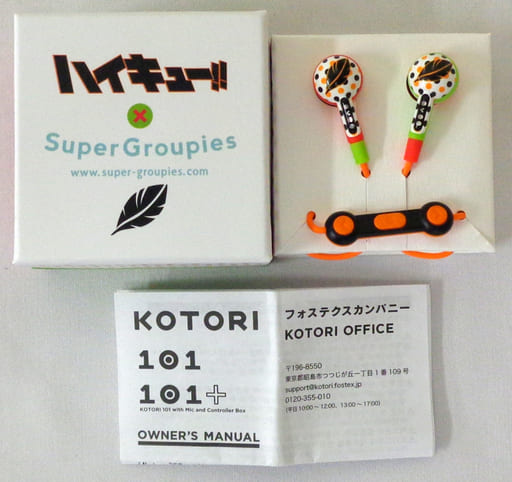 ハイキュー!!
×
SuperGroupies
www.super-groupies.com
KOTORI
101
101+
KOTORI 101 with Mic and Controller Box
OWNER'S MANUAL
フォステクスカンパニー
KOTORI OFFICE
〒196-8550
東京都昭島市つつじが丘一丁目1番109号
support@kotori.fostex.jp
0120-355-010
(平日10:00～12:00、13:00～17:00)